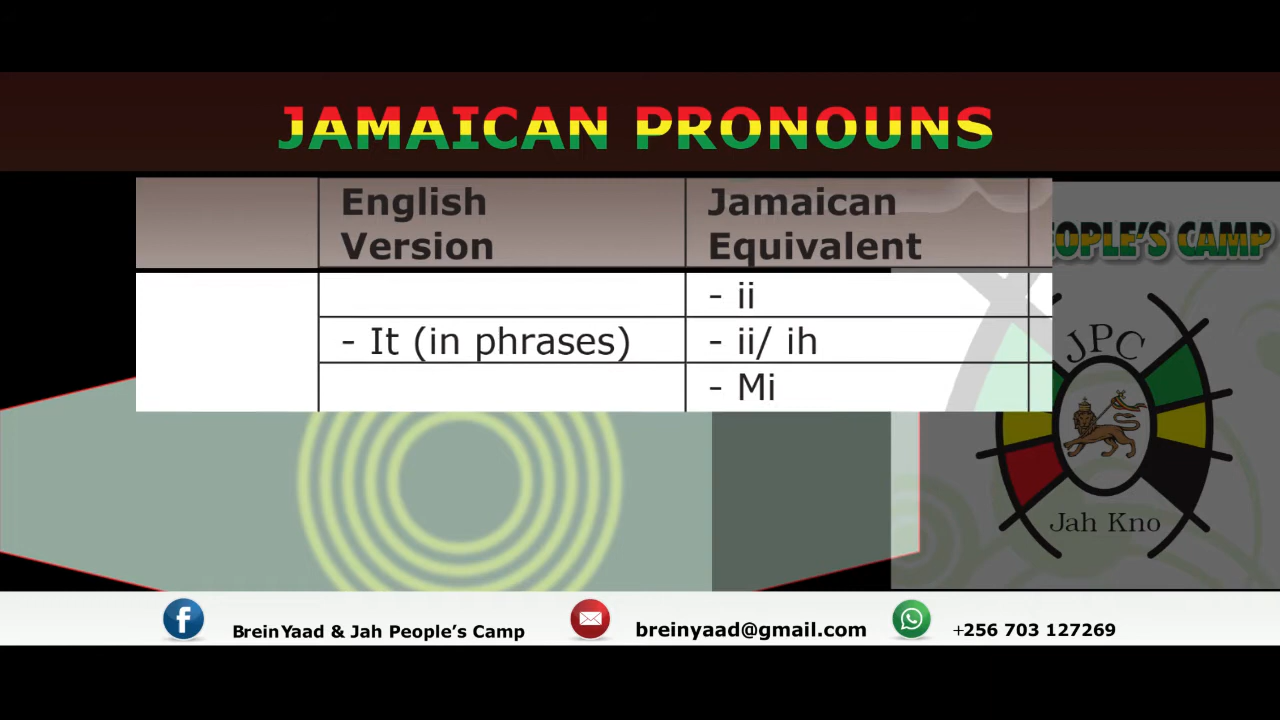 JAMAICAN PRONOUNS
English Version
Jamaican Equivalent
- ii
- It (in phrases)
- ii/ ih
- Mi
EOPLE'S CAMP
JPC
Jah Kno
BreinYaad & Jah People's Camp
breinyaad@gmail.com
+256 703 127269